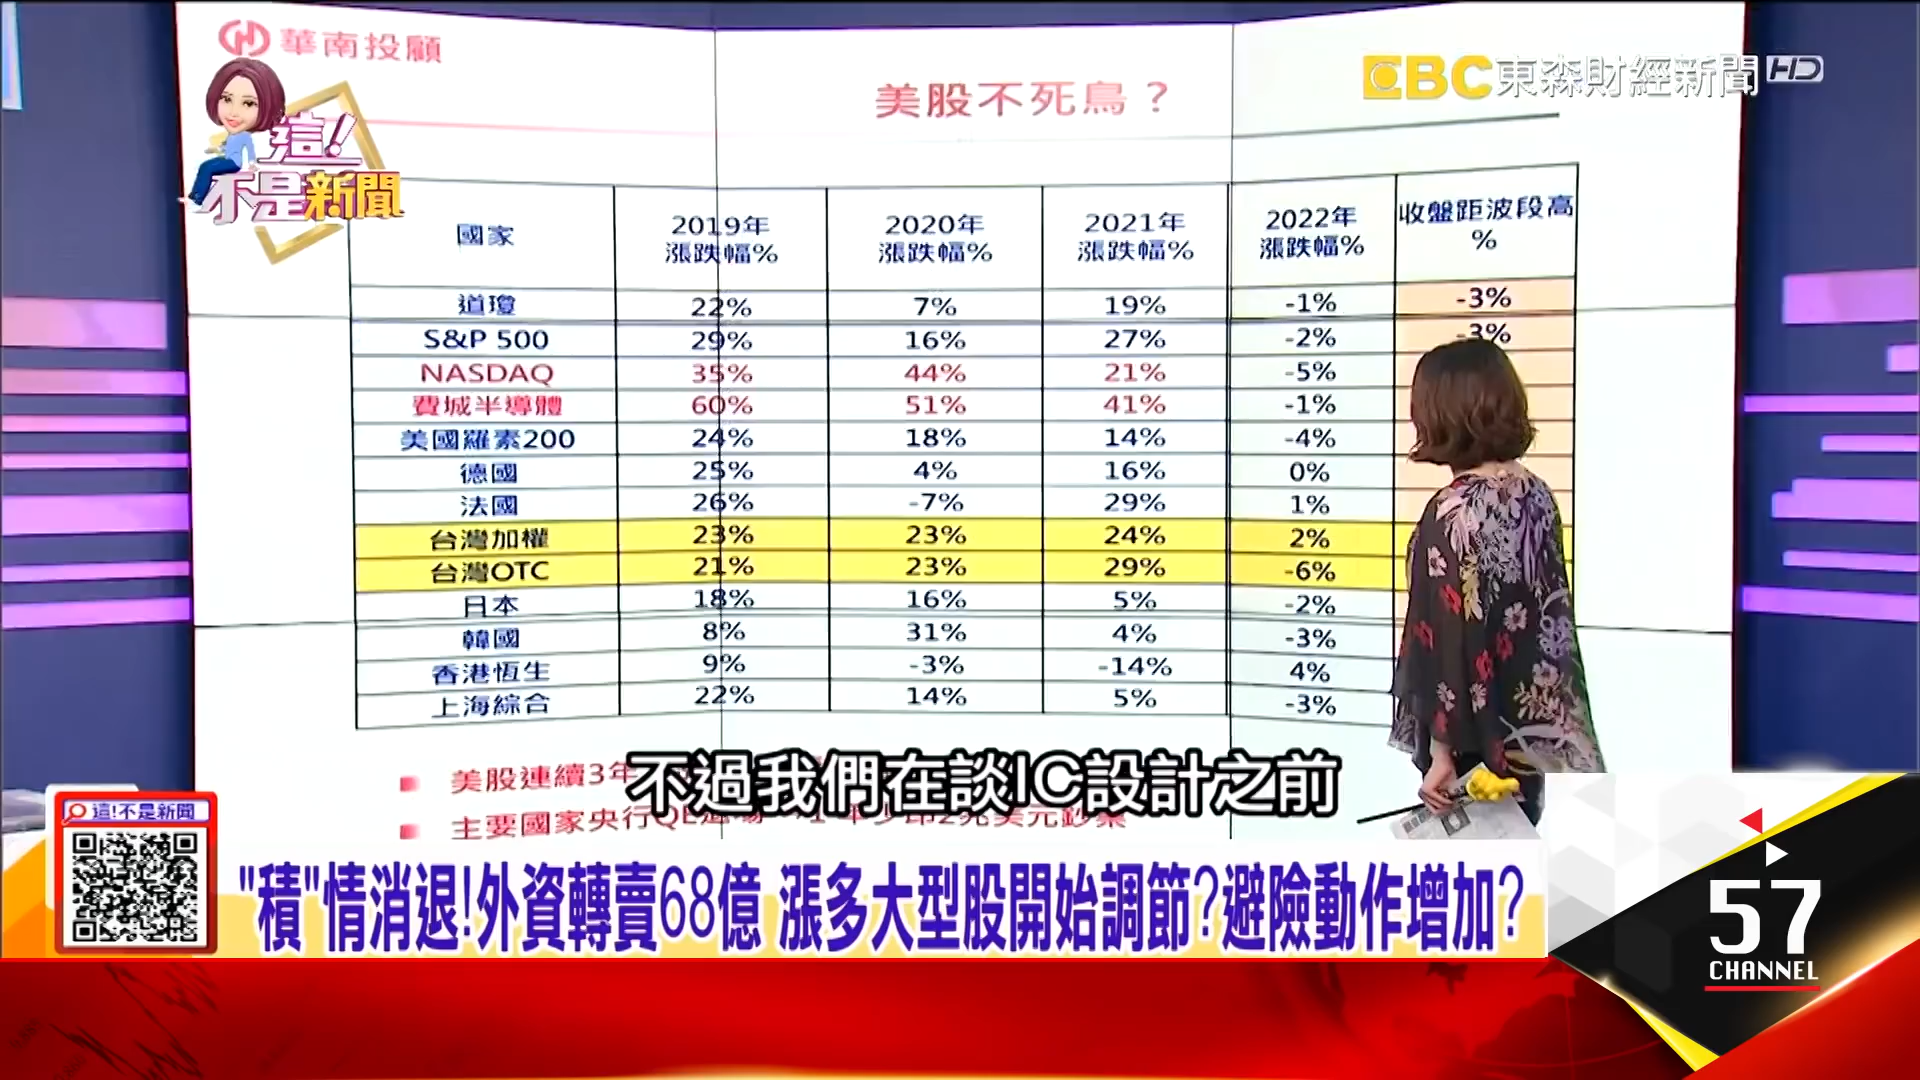 華南投顧
美股不死鳥？
EBC東森財經新聞 HD
這！
不是新聞
國家 2019年漲跌幅% 2020年漲跌幅% 2021年漲跌幅% 2022年漲跌幅% 收盤距波段高%
道瓊 22% 7% 19% -1% -3%
S&P 500 29% 16% 27% -2% -3%
NASDAQ 35% 44% 21% -5%
費城半導體 60% 51% 41% -1%
美國羅素200 24% 18% 14% -4%
德國 25% 4% 16% 0%
法國 26% -7% 29% 1%
台灣加權 23% 23% 24% 2%
台灣OTC 21% 23% 29% -6%
日本 18% 16% 5% -2%
韓國 8% 31% 4% -3%
香港恆生 9% -3% -14% 4%
上海綜合 22% 14% 5% -3%
美股連續3年
不過我們在談IC設計之前
主要國家央行QE
這!不是新聞
"積"情消退!外資轉賣68億 漲多大型股開始調節?避險動作增加?
57
CHANNEL